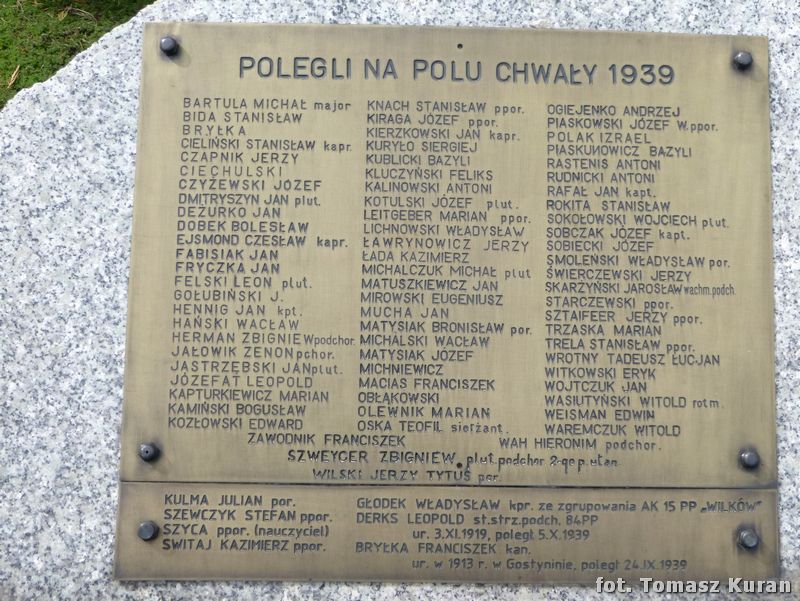 POLEGLI NA POLU CHWAŁY 1939
BARTULA MICHAŁ major
BIDA STANISŁAW
BRYŁKA
CIELIŃSKI STANISŁAW kapr.
CZAPNIK JERZY
CIECHULSKI
CZYŻEWSKI JÓZEF
DMITRYSZYN JAN plut.
DEŻURKO JAN
DOBEK BOLESŁAW
EJSMOND CZESŁAW kapr.
FABISIAK JAN
FRYCZKA JAN
FELSKI LEON plut.
GOŁUBIŃSKI J.
HENNIG JAN kpt.
HAŃSKI WACŁAW
HERMAN ZBIGNIEW podchor.
JAŁOWIK ZENON pchor.
JASTRZĘBSKI JAN plut.
JÓZEFAT LEOPOLD
KAPTURKIEWICZ MARIAN
KAMIŃSKI BOGUSŁAW
KOZŁOWSKI EDWARD
KNACH STANISŁAW ppor.
KIRAGA JÓZEF ppor.
KIERZKOWSKI JAN kapr.
KURYŁO SIERGIEJ
KUBLICKI BAZYLI
KLUCZYŃSKI FELIKS
KALINOWSKI ANTONI
KOTULSKI JÓZEF plut.
LEITGEBER MARIAN ppor.
LICHNOWSKI WŁADYSŁAW
ŁAWRYNOWICZ JERZY
ŁADA KAZIMIERZ
MICHALCZUK MICHAŁ plut
MATUSZKIEWICZ JAN
MIROWSKI EUGENIUSZ
MUCHA JAN
MATYSIAK BRONISŁAW por.
MICHALSKI WACŁAW
MATYSIAK JÓZEF
MICHNIEWICZ
MACIAS FRANCISZEK
OBŁĄKOWSKI
OLEWNIK MARIAN
OSKA TEOFIL sierżant.
OGIEJENKO ANDRZEJ
PIASKOWSKI JÓZEF W. ppor.
POLAK IZRAEL
PIASKUNOWICZ BAZYLI
RASTENIS ANTONI
RUDNICKI ANTONI
RAFAŁ JAN kapt.
ROKITA STANISŁAW
SOKOŁOWSKI WOJCIECH plut.
SOBCZAK JÓZEF kapt.
SOBIECKI JÓZEF
SMOLEŃSKI WŁADYSŁAW por.
ŚWIERCZEWSKI JERZY
SKARŻYŃSKI JAROSŁAW wachm. podch.
STARCZEWSKI ppor.
SZTAIFEER JERZY ppor.
TRZASKA MARIAN
TRELA STANISŁAW ppor.
WROTNY TADEUSZ ŁUCJAN
WITKOWSKI ERYK
WOJTCZUK JAN
WASIUTYŃSKI WITOLD rotm.
WEISMAN EDWIN
WAREMCZUK WITOLD
ZAWODNIK FRANCISZEK WAH HIERONIM podchor.
SZWEYCER ZBIGNIEW plut. podchor 2-go p. ułan.
WILSKI JERZY TYTUS por.
KULMA JULIAN por.
SZEWCZYK STEFAN ppor.
SZYCA ppor. (nauczyciel)
ŚWITAJ KAZIMIERZ ppor.
GŁODEK WŁADYSŁAW kpr. ze zgrupowania AK 15 PP „WILKÓW"
DERKS LEOPOLD st. strz. podch. 84 PP
ur. 3.XI.1919, poległ 5.X.1939
BRYŁKA FRANCISZEK kan.
ur. w 1913 r. w Gostyninie, poległ 24.IX.1939
fot. Tomasz Kuran